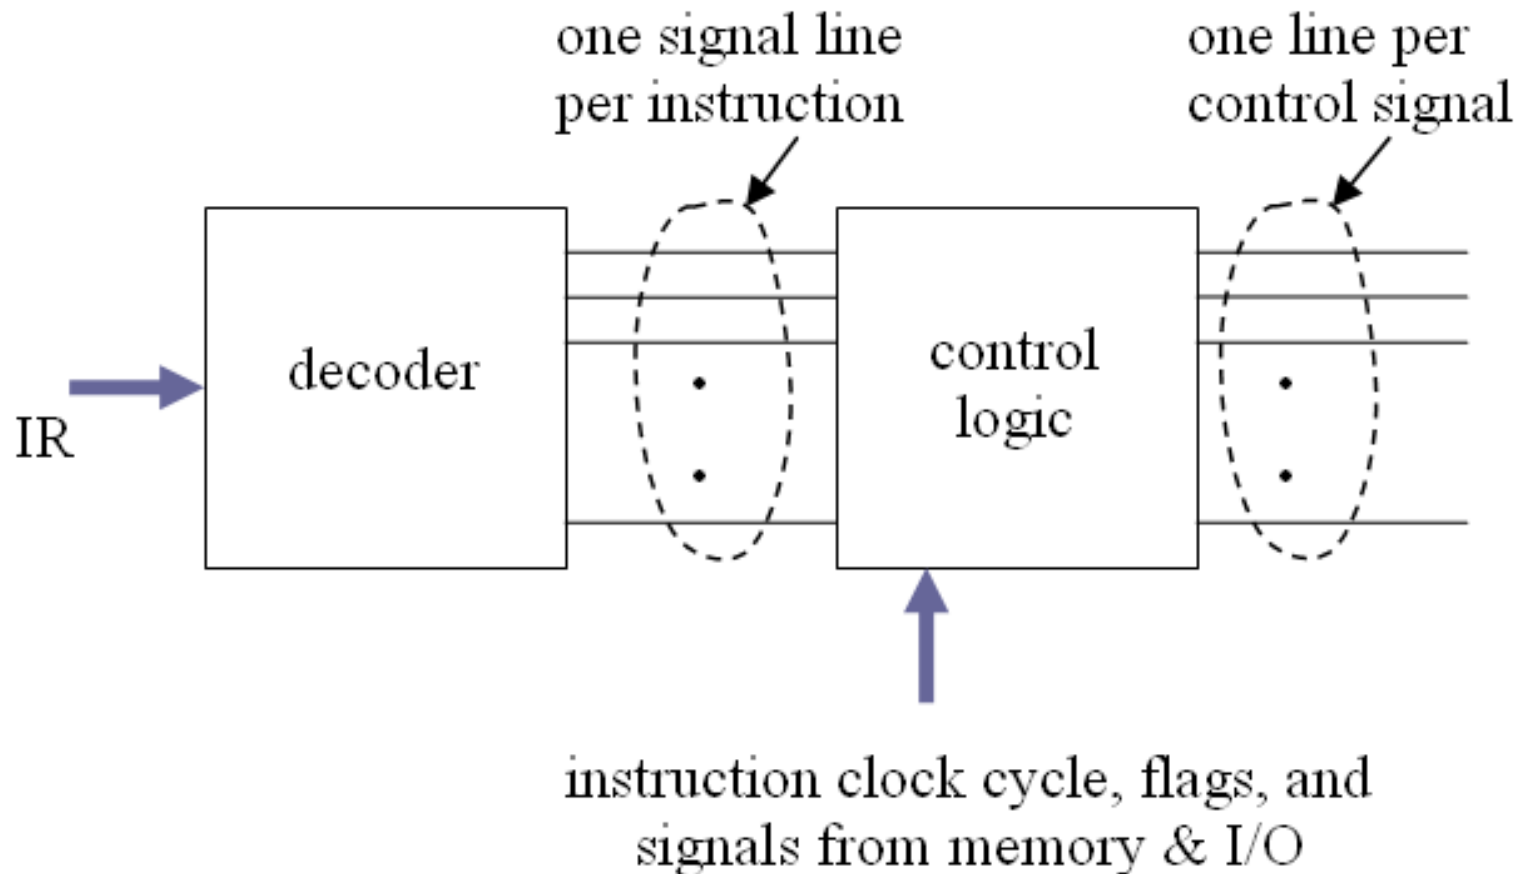 one signal line
per instruction
one line per
control signal
decoder
control
logic
IR
instruction clock cycle, flags, and
signals from memory & I/O